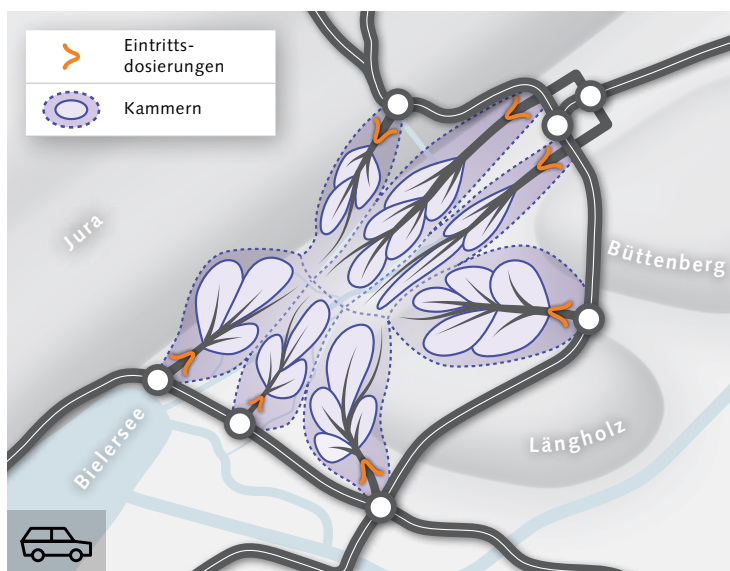 Eintritts-
dosierungen
Kammern
Jura
Büttenberg
Längholz
Bielersee